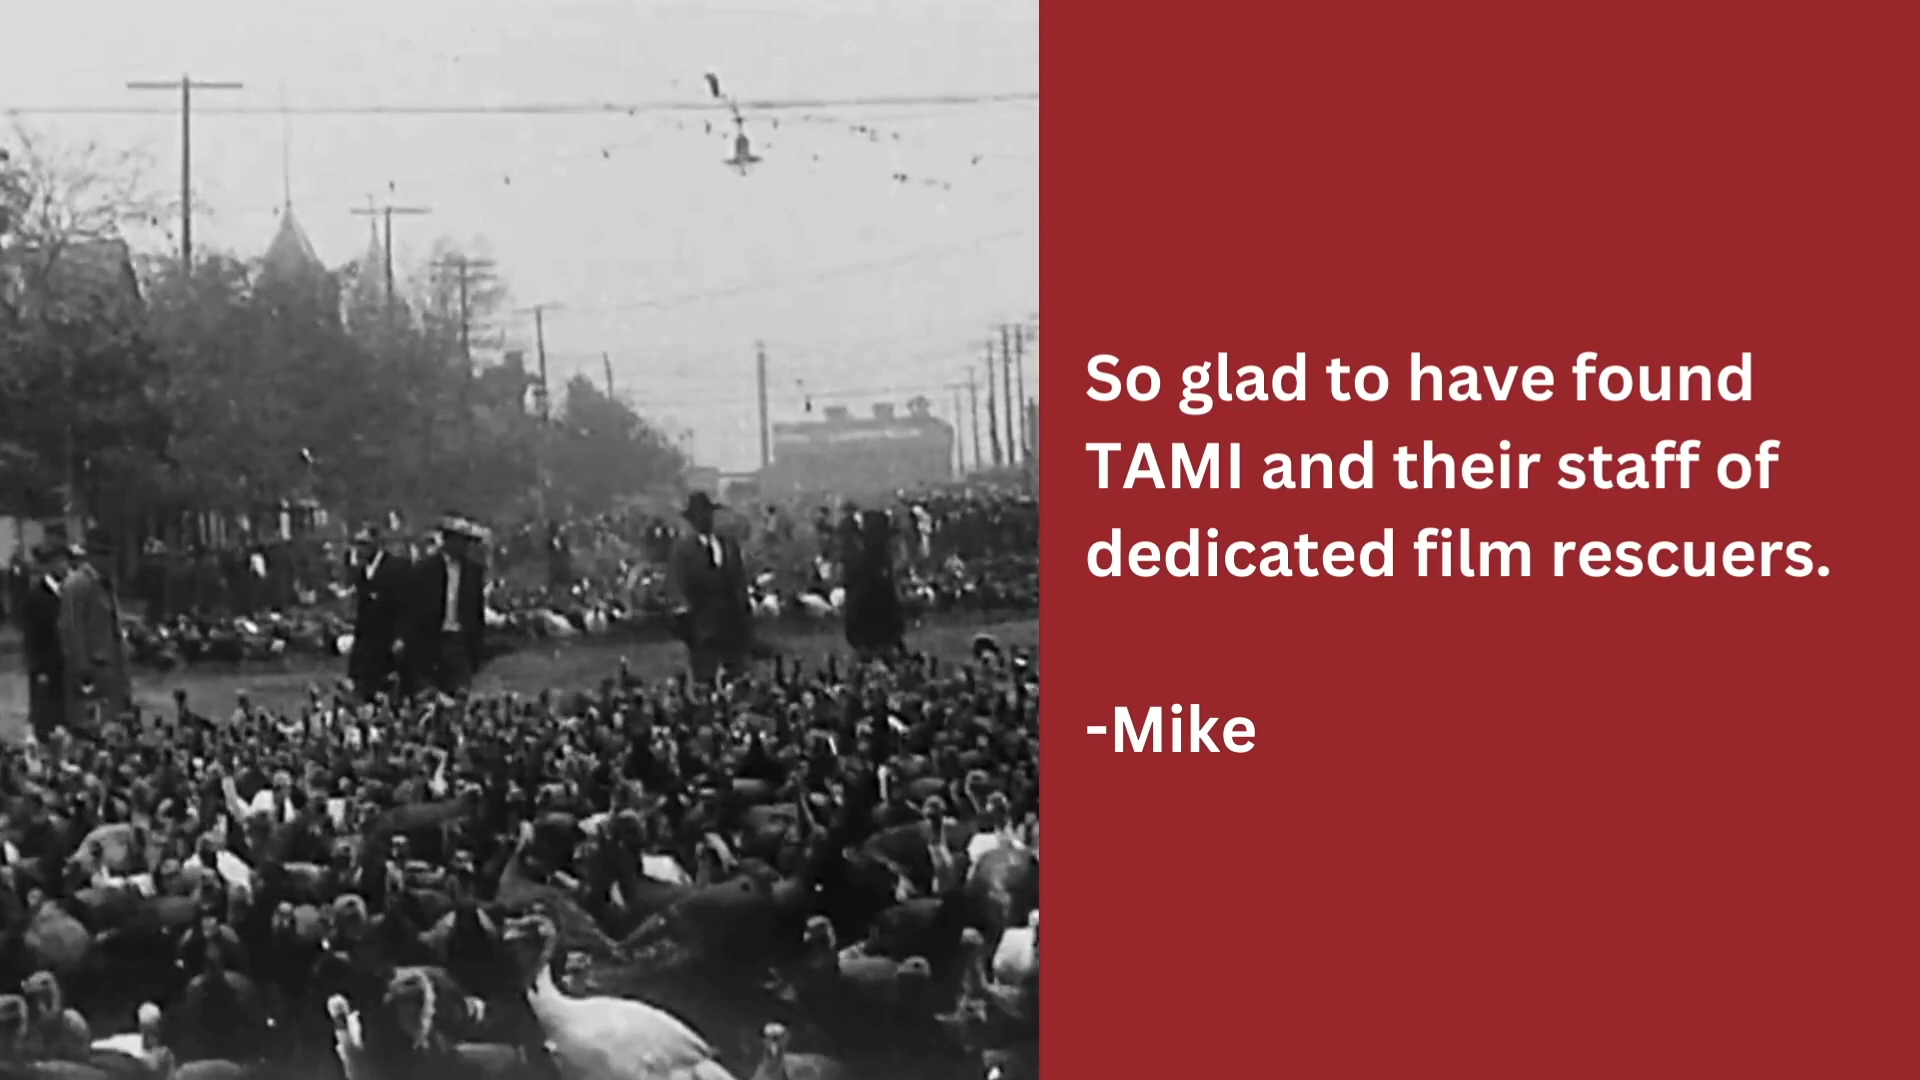 So glad to have found
TAMI and their staff of
dedicated film rescuers.
-Mike